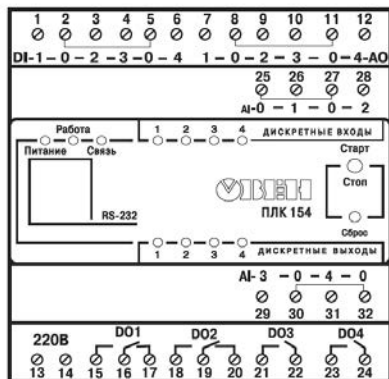 1 2 3 4 5 6 7 8 9 10 11 12
DI-1-0-2-3-0-4 1-0-2-3-0-4-AO
25 26 27 28
AI-0-1-0-2
Работа 1 2 3 4 ДИСКРЕТНЫЕ ВХОДЫ
Питание Связь Старт
ОВЕН Стоп
RS-232 ПЛК 154
Сброс
1 2 3 4 ДИСКРЕТНЫЕ ВЫХОДЫ
AI-3-0-4-0
29 30 31 32
220В DO1 DO2 DO3 DO4
13 14 15 16 17 18 19 20 21 22 23 24